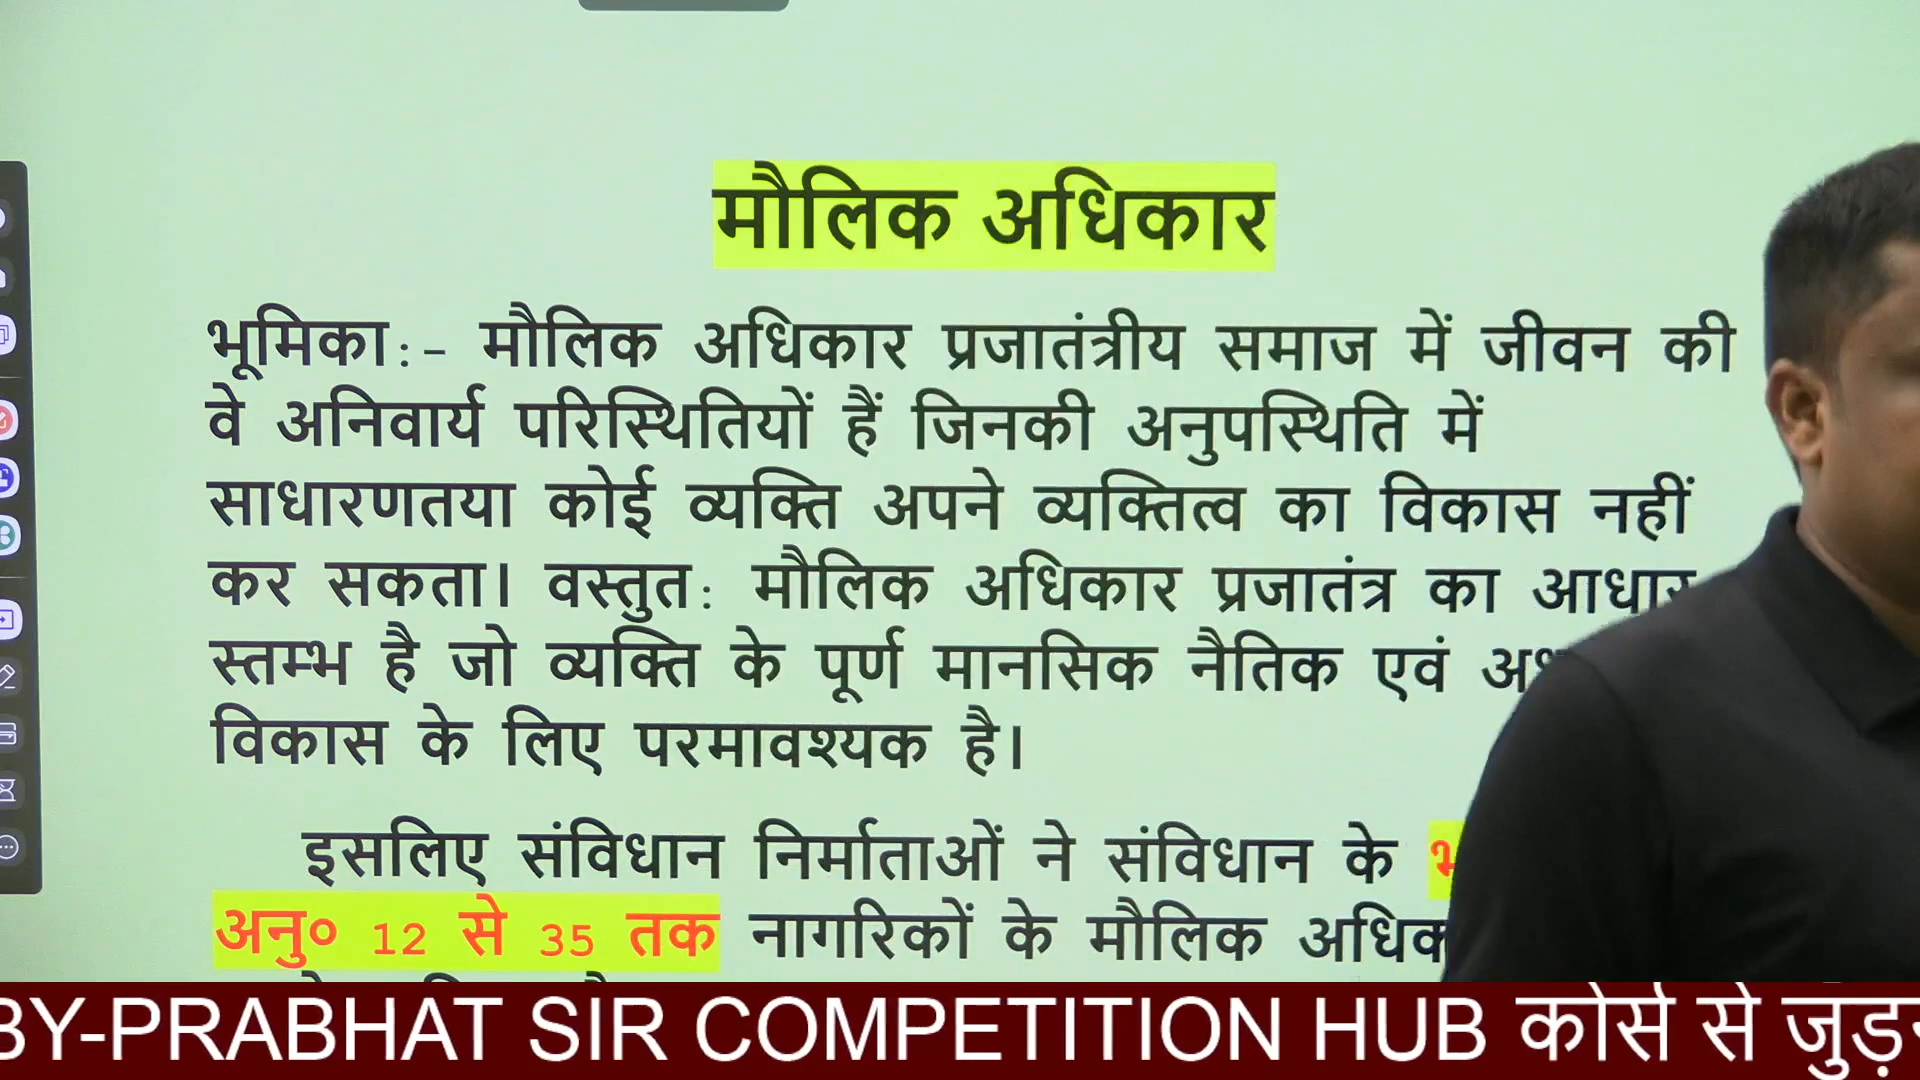 मौलिक अधिकार
भूमिका:- मौलिक अधिकार प्रजातंत्रीय समाज में जीवन की
वे अनिवार्य परिस्थितियों हैं जिनकी अनुपस्थिति में
साधारणतया कोई व्यक्ति अपने व्यक्तित्व का विकास नहीं
कर सकता। वस्तुतः मौलिक अधिकार प्रजातंत्र का आधार
स्तम्भ है जो व्यक्ति के पूर्ण मानसिक नैतिक एवं
विकास के लिए परमावश्यक है।
इसलिए संविधान निर्माताओं ने संविधान के
अनु० 12 से 35 तक नागरिकों के मौलिक
BY-PRABHAT SIR COMPETITION HUB कोर्स से